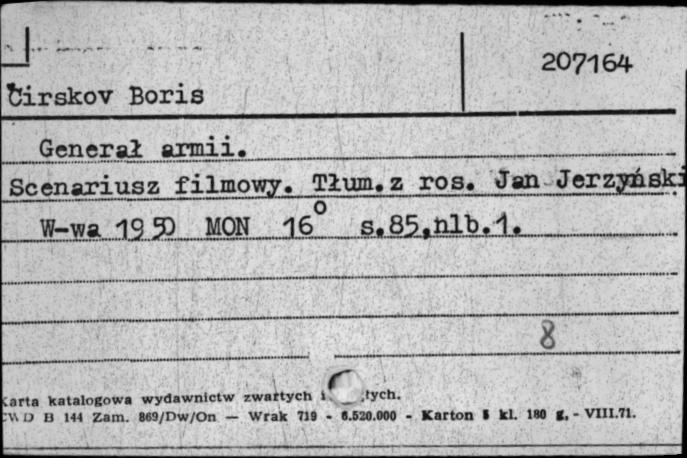 207164
Čirskov Boris
Generał armii.
Scenariusz filmowy. Tłum.z ros. Jan Jerzyński
W-wa 1950 MON 16° s.85,nlb.1.
8
Karta katalogowa wydawnictw zwartych i
CWD B 144 Zam. 869/Dw/On — Wrak 719 - 6.520.000 - Karton 5 kl. 180 g. - VIII.71.